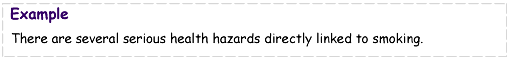 Example
There are several serious health hazards directly linked to smoking.